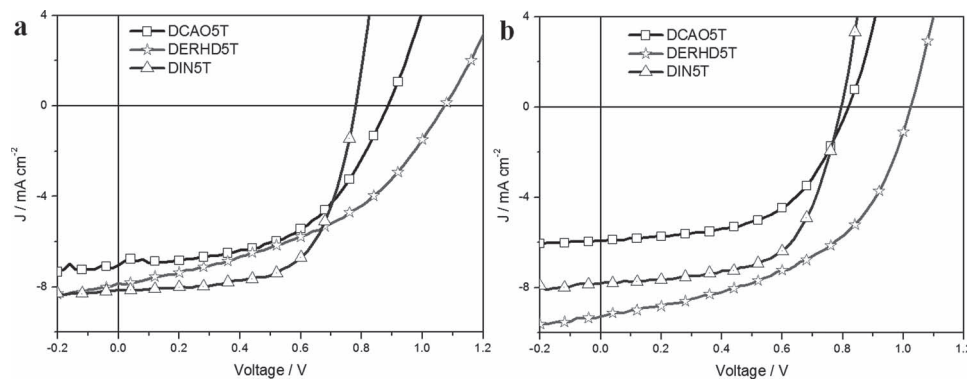 a
DCAO5T
DERHD5T
DIN5T
4
0
-4
-8
J / mA cm⁻²
-0.2 0.0 0.2 0.4 0.6 0.8 1.0 1.2
Voltage / V
b
DCAO5T
DERHD5T
DIN5T
4
0
-4
-8
J / mA cm⁻²
-0.2 0.0 0.2 0.4 0.6 0.8 1.0 1.2
Voltage / V